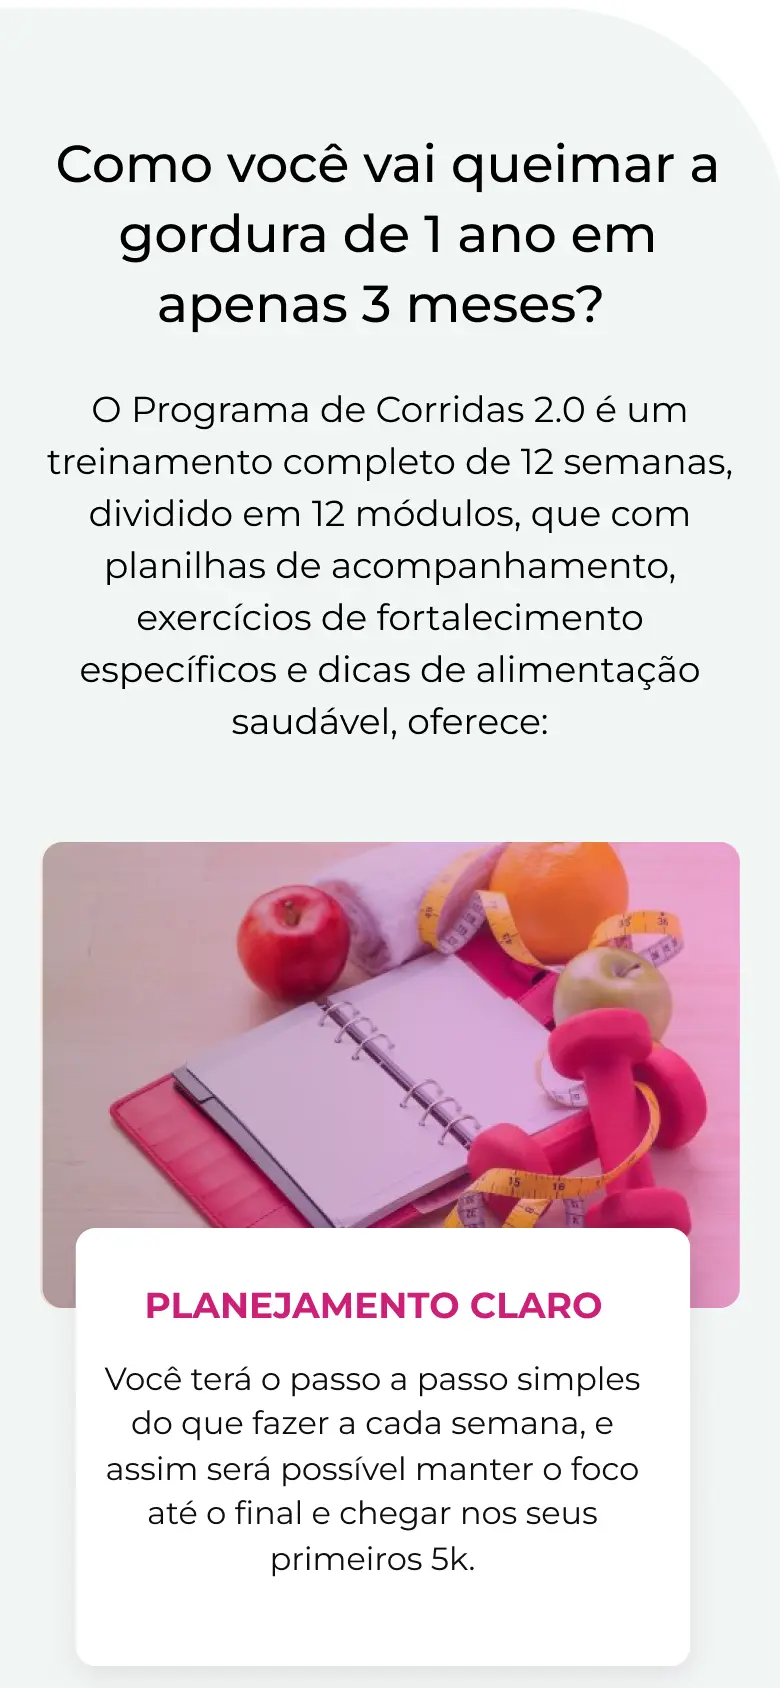 Como você vai queimar a
gordura de 1 ano em
apenas 3 meses?
O Programa de Corridas 2.0 é um
treinamento completo de 12 semanas,
dividido em 12 módulos, que com
planilhas de acompanhamento,
exercícios de fortalecimento
específicos e dicas de alimentação
saudável, oferece:
PLANEJAMENTO CLARO
Você terá o passo a passo simples
do que fazer a cada semana, e
assim será possível manter o foco
até o final e chegar nos seus
primeiros 5k.